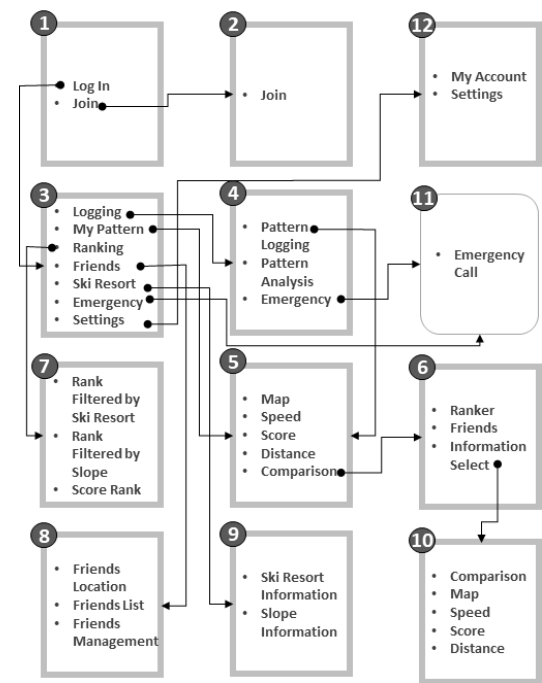 1
Log In
Join
2
Join
12
My Account
Settings
3
Logging
My Pattern
Ranking
Friends
Ski Resort
Emergency
Settings
4
Pattern
Logging
Pattern
Analysis
Emergency
11
Emergency
Call
7
Rank
Filtered by
Ski Resort
Rank
Filtered by
Slope
Score Rank
5
Map
Speed
Score
Distance
Comparison
6
Ranker
Friends
Information
Select
8
Friends
Location
Friends List
Friends
Management
9
Ski Resort
Information
Slope
Information
10
Comparison
Map
Speed
Score
Distance